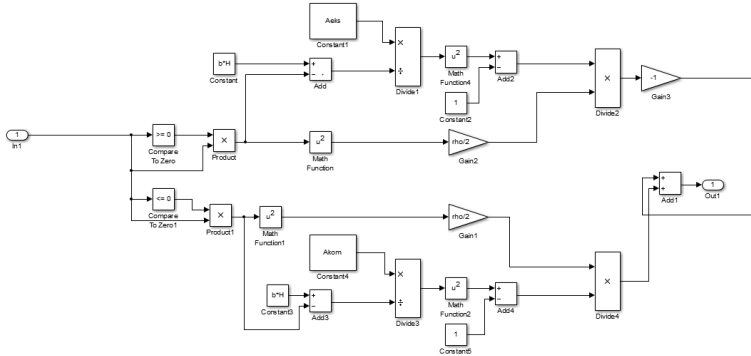 Aeks
Constant1
b*H
Constant
+
−
Add
×
÷
Divide1
u²
Math
Function4
1
Constant2
+
−
Add2
×
Divide2
-1
Gain3
1
In1
>= 0
Compare
To Zero
×
Product
u²
Math
Function
rho/2
Gain2
<= 0
Compare
To Zero1
×
Product1
u²
Math
Function1
rho/2
Gain1
+
+
Add1
1
Out1
Akom
Constant4
b*H
Constant3
+
−
Add3
×
÷
Divide3
u²
Math
Function2
1
Constant5
+
−
Add4
×
Divide4